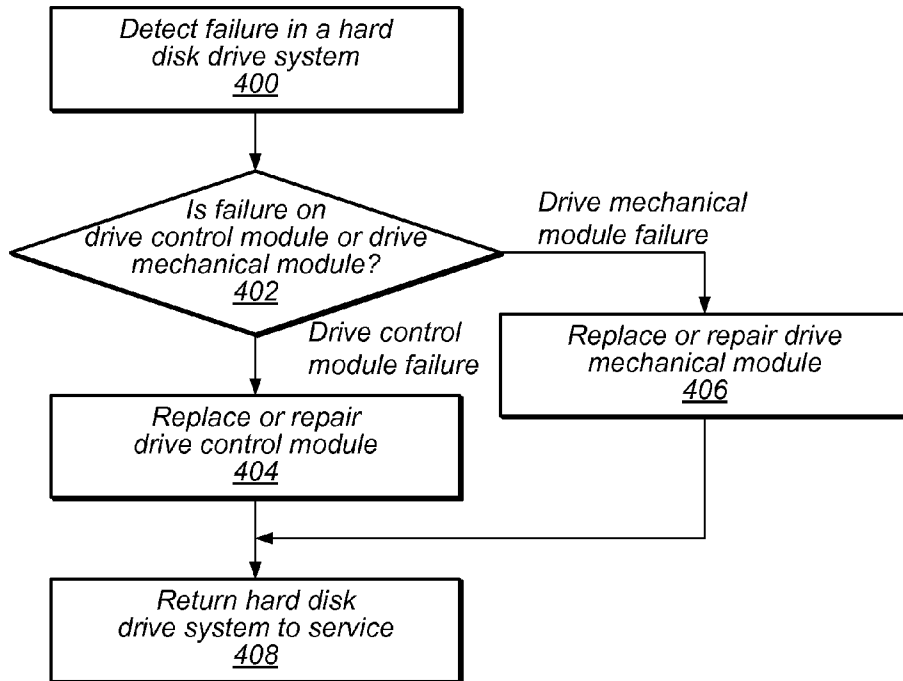 Detect failure in a hard
disk drive system
400
Is failure on
drive control module or drive
mechanical module?
402
Drive mechanical
module failure
Drive control
module failure
Replace or repair drive
mechanical module
406
Replace or repair
drive control module
404
Return hard disk
drive system to service
408